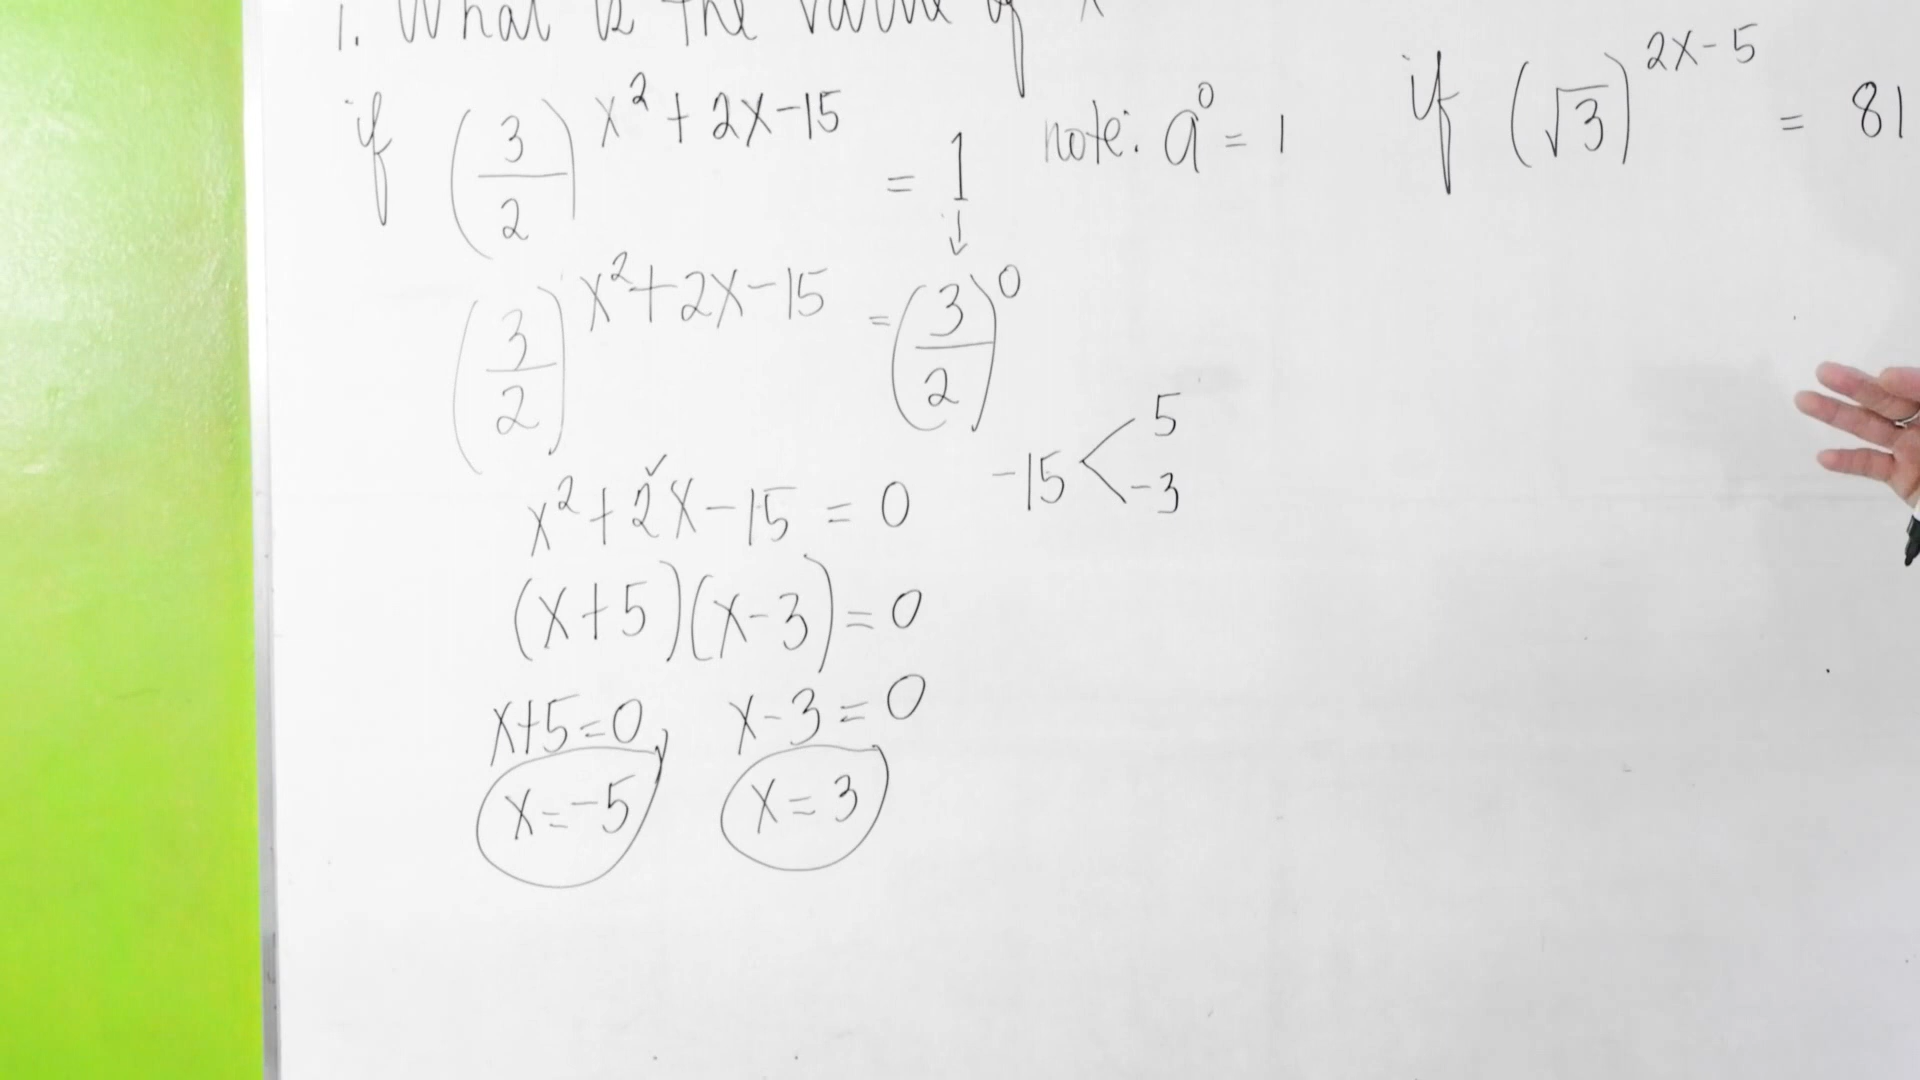 1. What is the value of x
if (3/2)^x²+2x-15 = 1 note: a⁰ = 1
↓
(3/2)^x²+2x-15 = (3/2)⁰
x²+2x-15 = 0 -15 < 5 -3
✓
(x+5)(x-3)=0
x+5=0, x-3=0
x=-5 x=3
if (√3)^2x-5 = 81